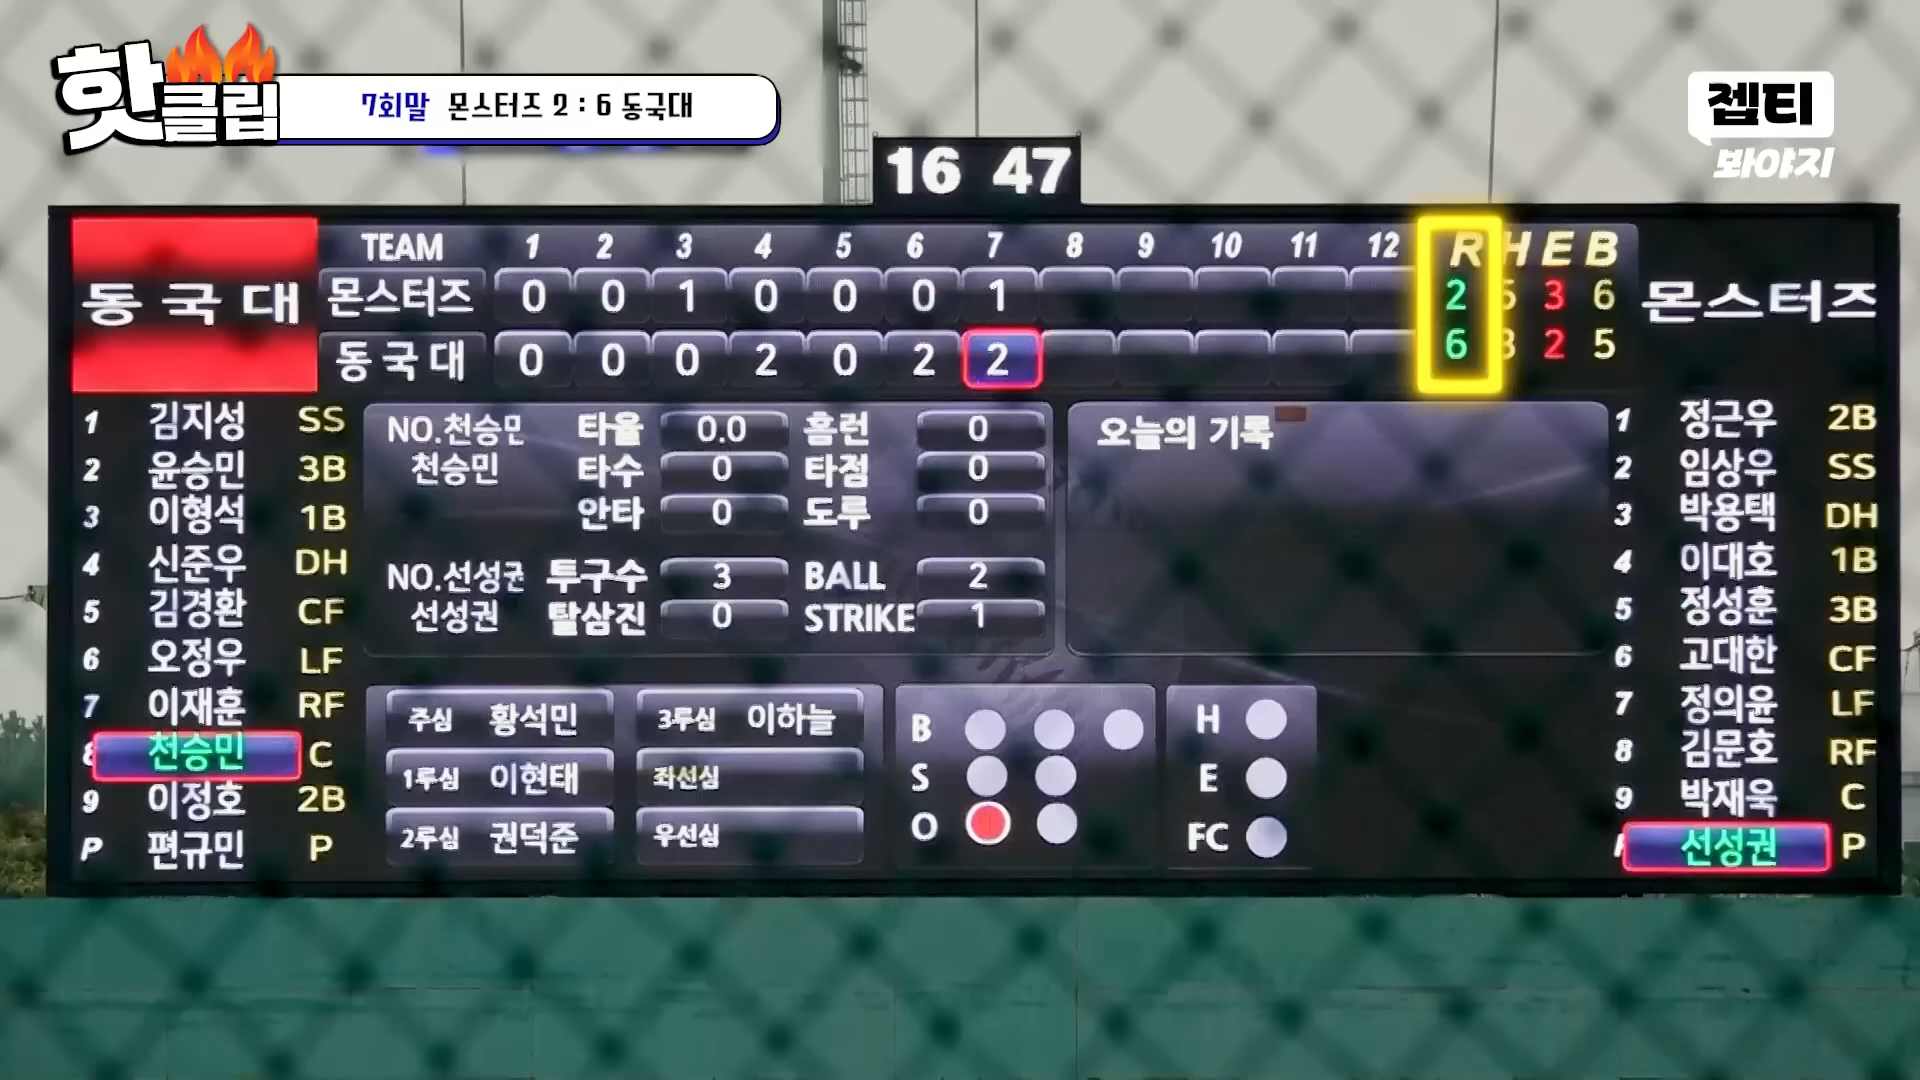 핫클립
7회말 몬스터즈 2 : 6 동국대
젭티
봐야지
16 47
TEAM 1 2 3 4 5 6 7 8 9 10 11 12 R H E B
몬스터즈 0 0 1 0 0 0 1 2 3 6
동국대 0 0 0 2 0 2 2 6 2 5
동국대
1 김지성 SS
2 윤승민 3B
3 이형석 1B
4 신준우 DH
5 김경환 CF
6 오정우 LF
7 이재훈 RF
8 천승민 C
9 이정호 2B
P 편규민 P
NO.천승민 타율 0.0 홈런 0
천승민 타수 0 타점 0
안타 0 도루 0
NO.선성권 투구수 3 BALL 2
선성권 탈삼진 0 STRIKE 1
오늘의 기록
주심 황석민 3루심 이하늘
1루심 이현태 좌선심
2루심 권덕준 우선심
B
S
O
H
E
FC
몬스터즈
1 정근우 2B
2 임상우 SS
3 박용택 DH
4 이대호 1B
5 정성훈 3B
6 고대한 CF
7 정의윤 LF
8 김문호 RF
9 박재욱 C
선성권 P